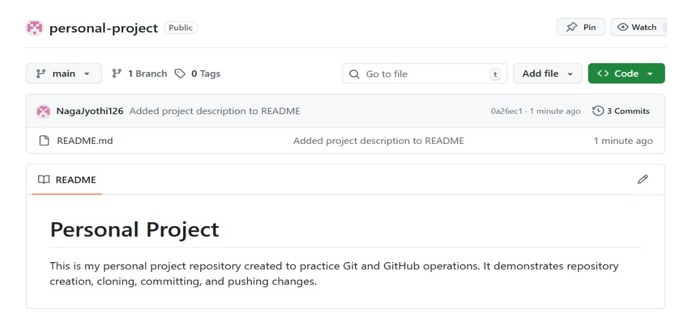 personal-project Public Pin Watch
main 1 Branch 0 Tags Go to file t Add file Code
NagaJyothi126 Added project description to README 0a26ec1 · 1 minute ago 3 Commits
README.md Added project description to README 1 minute ago
README
Personal Project
This is my personal project repository created to practice Git and GitHub operations. It demonstrates repository
creation, cloning, committing, and pushing changes.